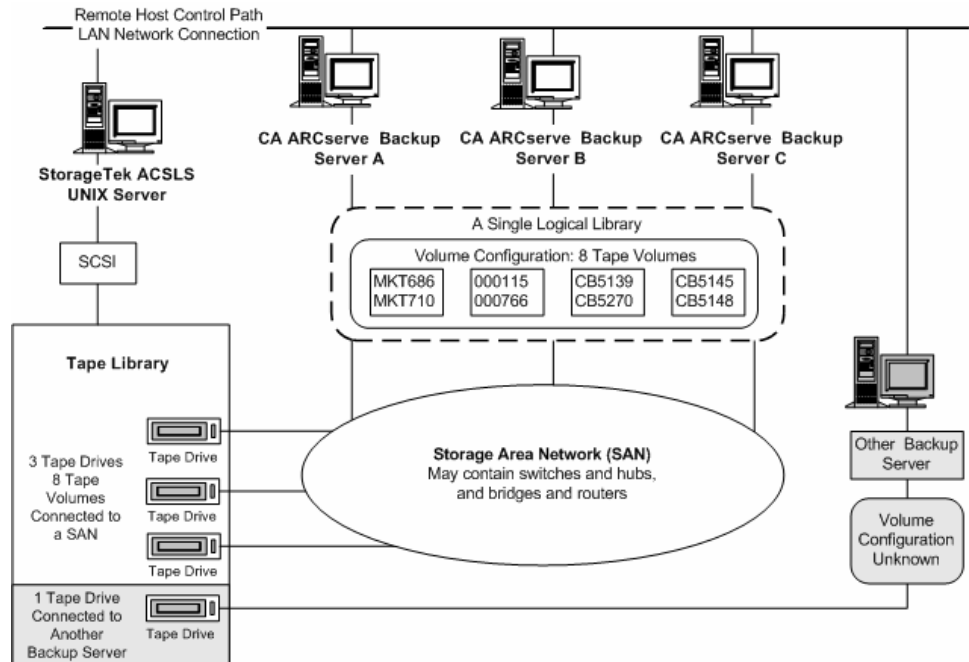 Remote Host Control Path
LAN Network Connection
StorageTek ACSLS
UNIX Server
CA ARCserve Backup
Server A
CA ARCserve Backup
Server B
CA ARCserve Backup
Server C
A Single Logical Library
Volume Configuration: 8 Tape Volumes
MKT686
MKT710
000115
000766
CB5139
CB5270
CB5145
CB5148
SCSI
Tape Library
Tape Drive
3 Tape Drives
8 Tape
Volumes
Connected to
a SAN
Tape Drive
Tape Drive
1 Tape Drive
Connected to
Another
Backup Server
Tape Drive
Storage Area Network (SAN)
May contain switches and hubs,
and bridges and routers
Other Backup
Server
Volume
Configuration
Unknown